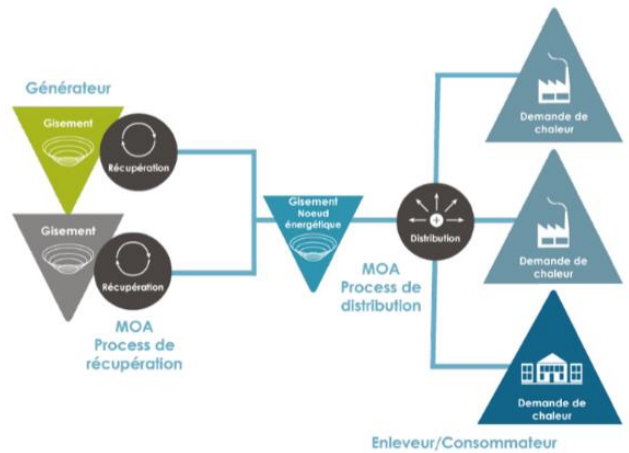 Générateur
Gisement
Récupération
Gisement
Récupération
MOA
Process de
récupération
Gisement
Noeud
énergétique
Distribution
MOA
Process de
distribution
Demande de
chaleur
Demande de
chaleur
Demande de
chaleur
Enleveur/Consommateur